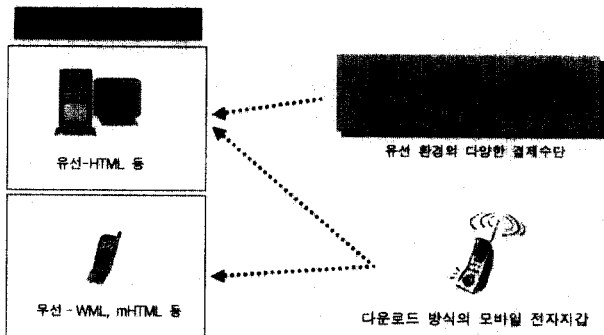 유선-HTML 등
유선 환경의 다양한 결제수단
무선 - WML, mHTML 등
다운로드 방식의 모바일 전자지갑